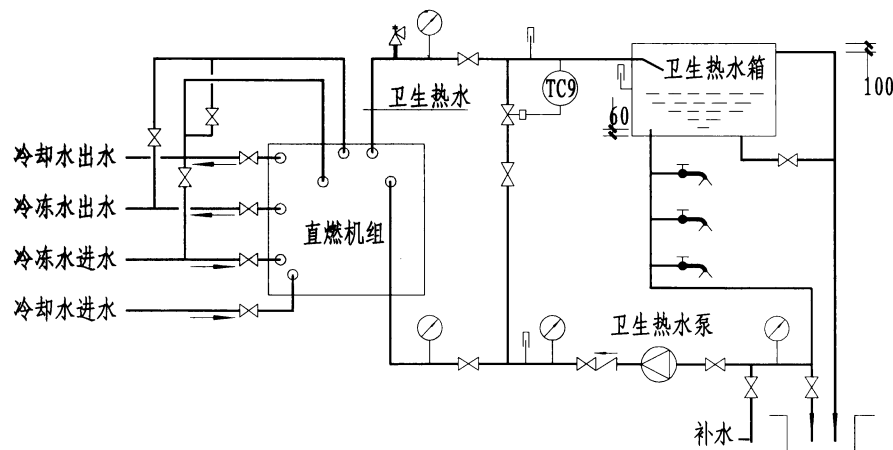 卫生热水箱
100
TC9
60
卫生热水
冷却水出水
冷冻水出水
直燃机组
冷冻水进水
冷却水进水
卫生热水泵
补水